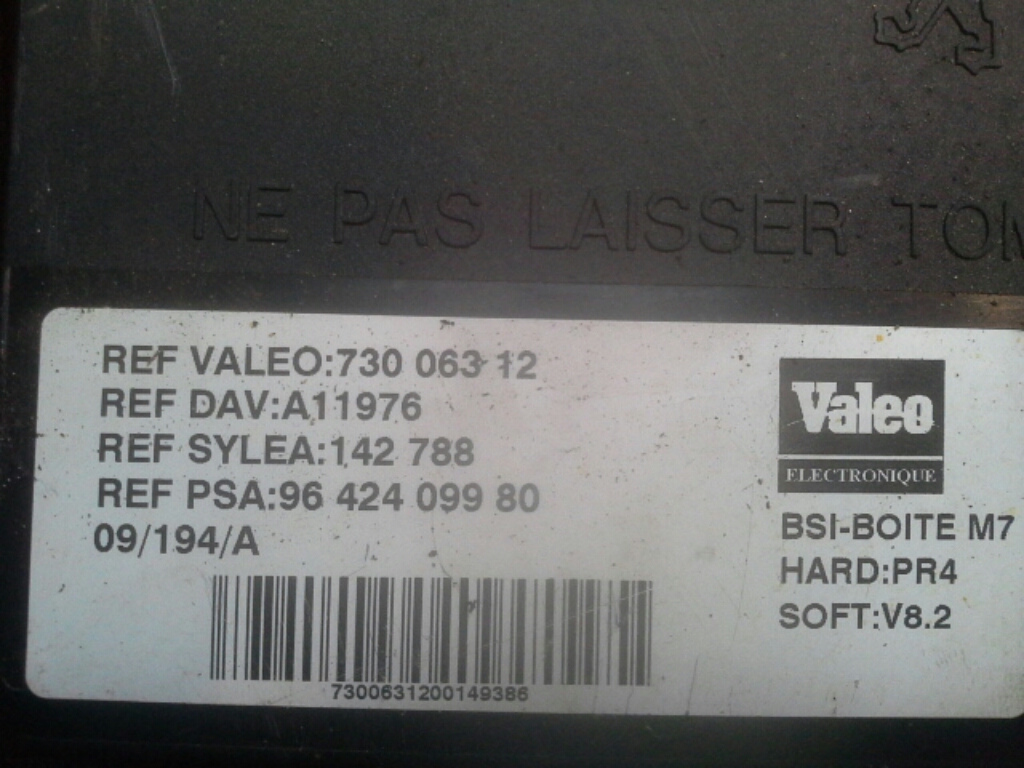 NE PAS LAISSER TOM
REF VALEO:730 063 12
REF DAV:A11976
REF SYLEA:142 788
REF PSA:96 424 099 80
09/194/A
7300631200149386
Valeo
ELECTRONIQUE
BSI-BOITE M7
HARD:PR4
SOFT:V8.2